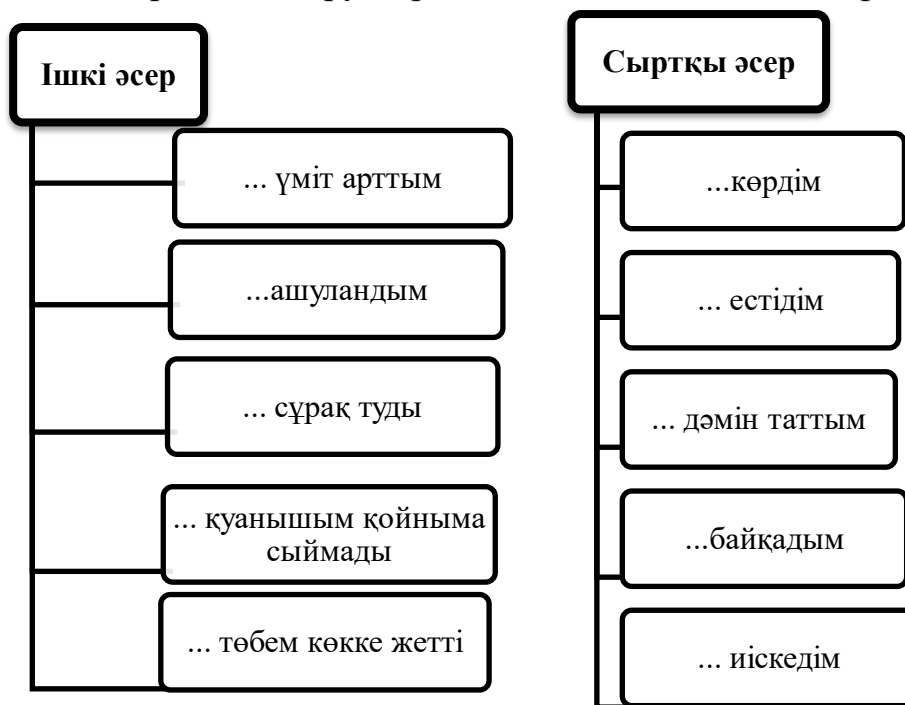 Ішкі әсер
... үміт арттым
...ашуландым
... сұрақ туды
... қуанышым қойныма
сыймады
... төбем көкке жетті
Сыртқы әсер
...көрдім
... естідім
... дәмін таттым
...байқадым
... иіскедім